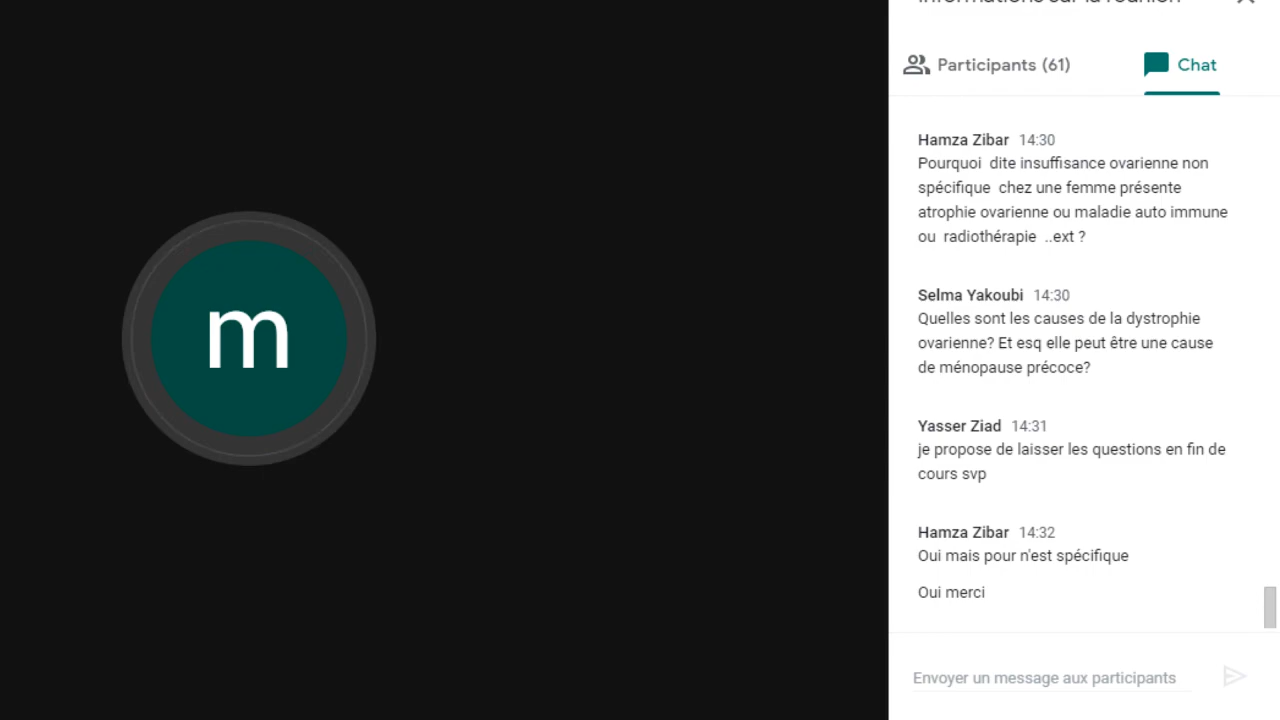 Informations sur la réunion
Participants (61)
Chat
Hamza Zibar 14:30
Pourquoi dite insuffisance ovarienne non
spécifique chez une femme présente
atrophie ovarienne ou maladie auto immune
ou radiothérapie ..ext ?
Selma Yakoubi 14:30
Quelles sont les causes de la dystrophie
ovarienne? Et esq elle peut être une cause
de ménopause précoce?
Yasser Ziad 14:31
je propose de laisser les questions en fin de
cours svp
Hamza Zibar 14:32
Oui mais pour n'est spécifique
Oui merci
m
Envoyer un message aux participants